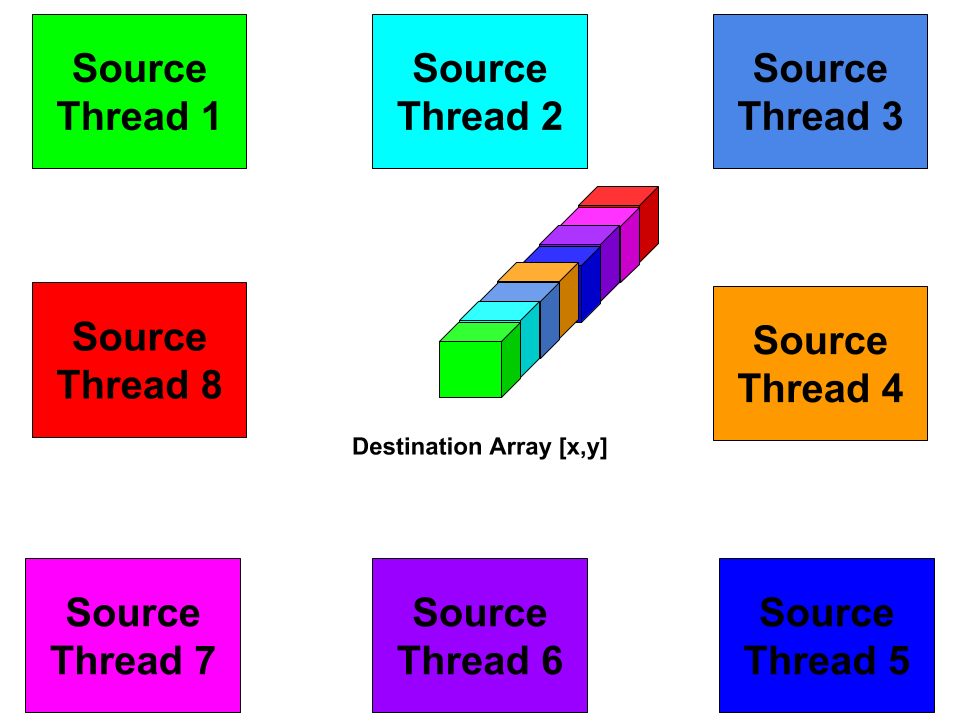 Source
Thread 1
Source
Thread 2
Source
Thread 3
Source
Thread 8
Source
Thread 4
Destination Array [x,y]
Source
Thread 7
Source
Thread 6
Source
Thread 5